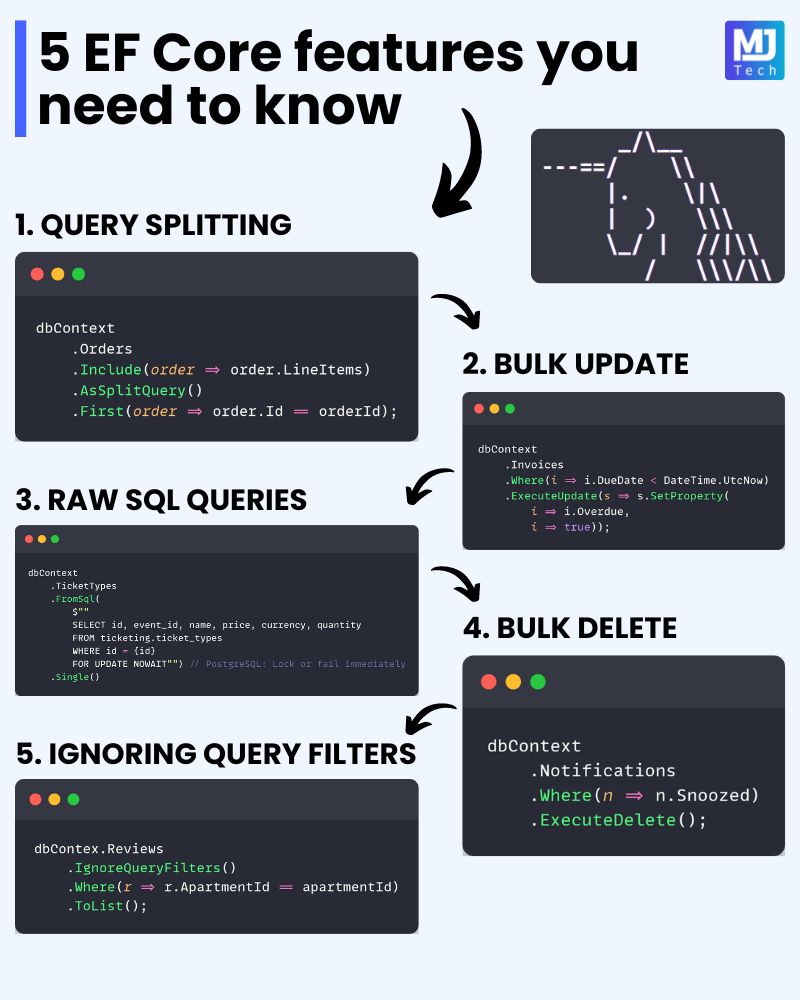 5 EF Core features you
need to know
MJ
Tech
1. QUERY SPLITTING
dbContext
    .Orders
    .Include(order => order.LineItems)
    .AsSplitQuery()
    .First(order => order.Id == orderId);
2. BULK UPDATE
dbContext
    .Invoices
    .Where(i => i.DueDate < DateTime.UtcNow)
    .ExecuteUpdate(s => s.SetProperty(
        i => i.Overdue,
        i => true));
3. RAW SQL QUERIES
dbContext
    .TicketTypes
    .FromSql(
        $""
        SELECT id, event_id, name, price, currency, quantity
        FROM ticketing.ticket_types
        WHERE id = {id}
        FOR UPDATE NOWAIT"") // PostgreSQL: Lock or fail immediately
    .Single()
4. BULK DELETE
dbContext
    .Notifications
    .Where(n => n.Snoozed)
    .ExecuteDelete();
5. IGNORING QUERY FILTERS
dbContex.Reviews
    .IgnoreQueryFilters()
    .Where(r => r.ApartmentId == apartmentId)
    .ToList();